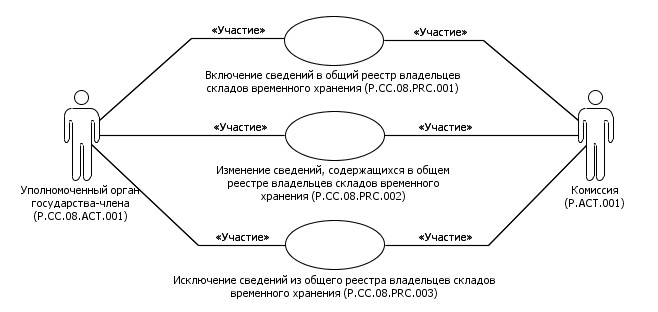 «Участие»
«Участие»
Включение сведений в общий реестр владельцев
складов временного хранения (P.CC.08.PRC.001)
«Участие»
«Участие»
Изменение сведений, содержащихся в общем
реестре владельцев складов временного
хранения (P.CC.08.PRC.002)
Уполномоченный орган
государства-члена
(P.CC.08.ACT.001)
Комиссия
(P.ACT.001)
«Участие»
«Участие»
Исключение сведений из общего реестра владельцев складов
временного хранения (P.CC.08.PRC.003)